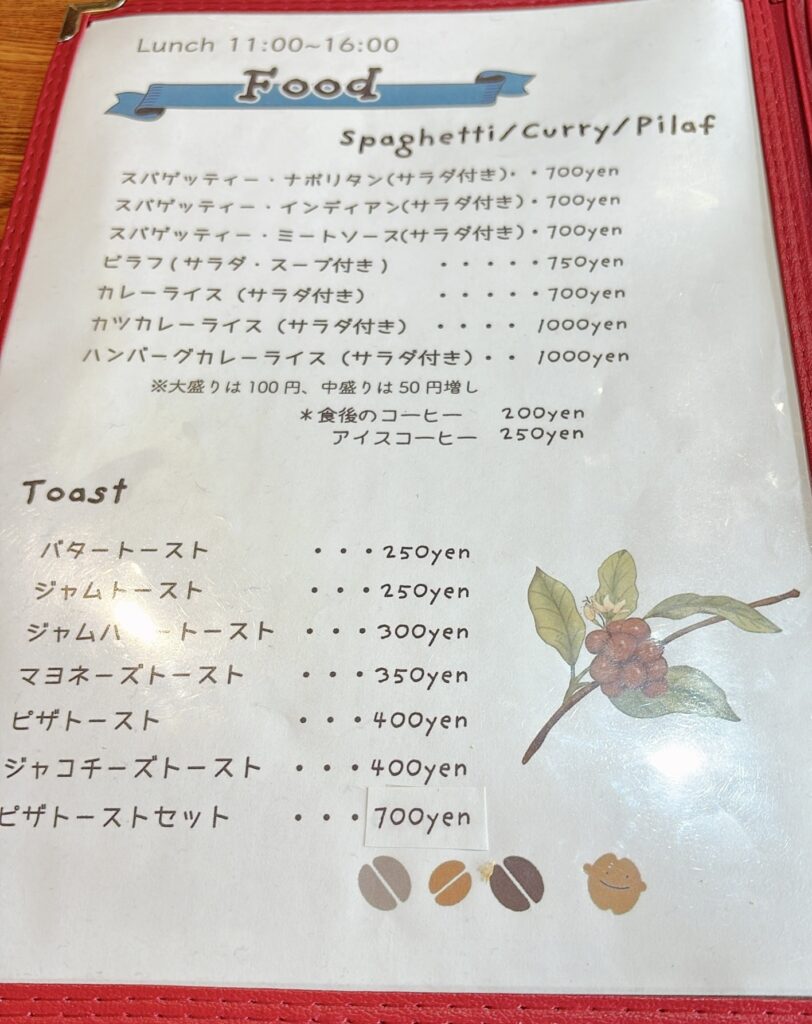 Lunch 11:00~16:00
Food
Spaghetti/Curry/Pilaf
スパゲッティー・ナポリタン(サラダ付き)・・700yen
スパゲッティー・インディアン(サラダ付き)・700yen
スパゲッティー・ミートソース(サラダ付き)・700yen
ピラフ(サラダ・スープ付き)・・・・・750yen
カレーライス(サラダ付き)・・・・・700yen
カツカレーライス(サラダ付き)・・・・1000yen
ハンバーグカレーライス(サラダ付き)・・1000yen
※大盛りは100円、中盛りは50円増し
*食後のコーヒー 200yen
アイスコーヒー 250yen
Toast
バタートースト・・・250yen
ジャムトースト・・・250yen
・・・300yen
マヨネーズトースト・・・350yen
ピザトースト・・・400yen
ジャコチーズトースト・・・400yen
ピザトーストセット・・・700yen